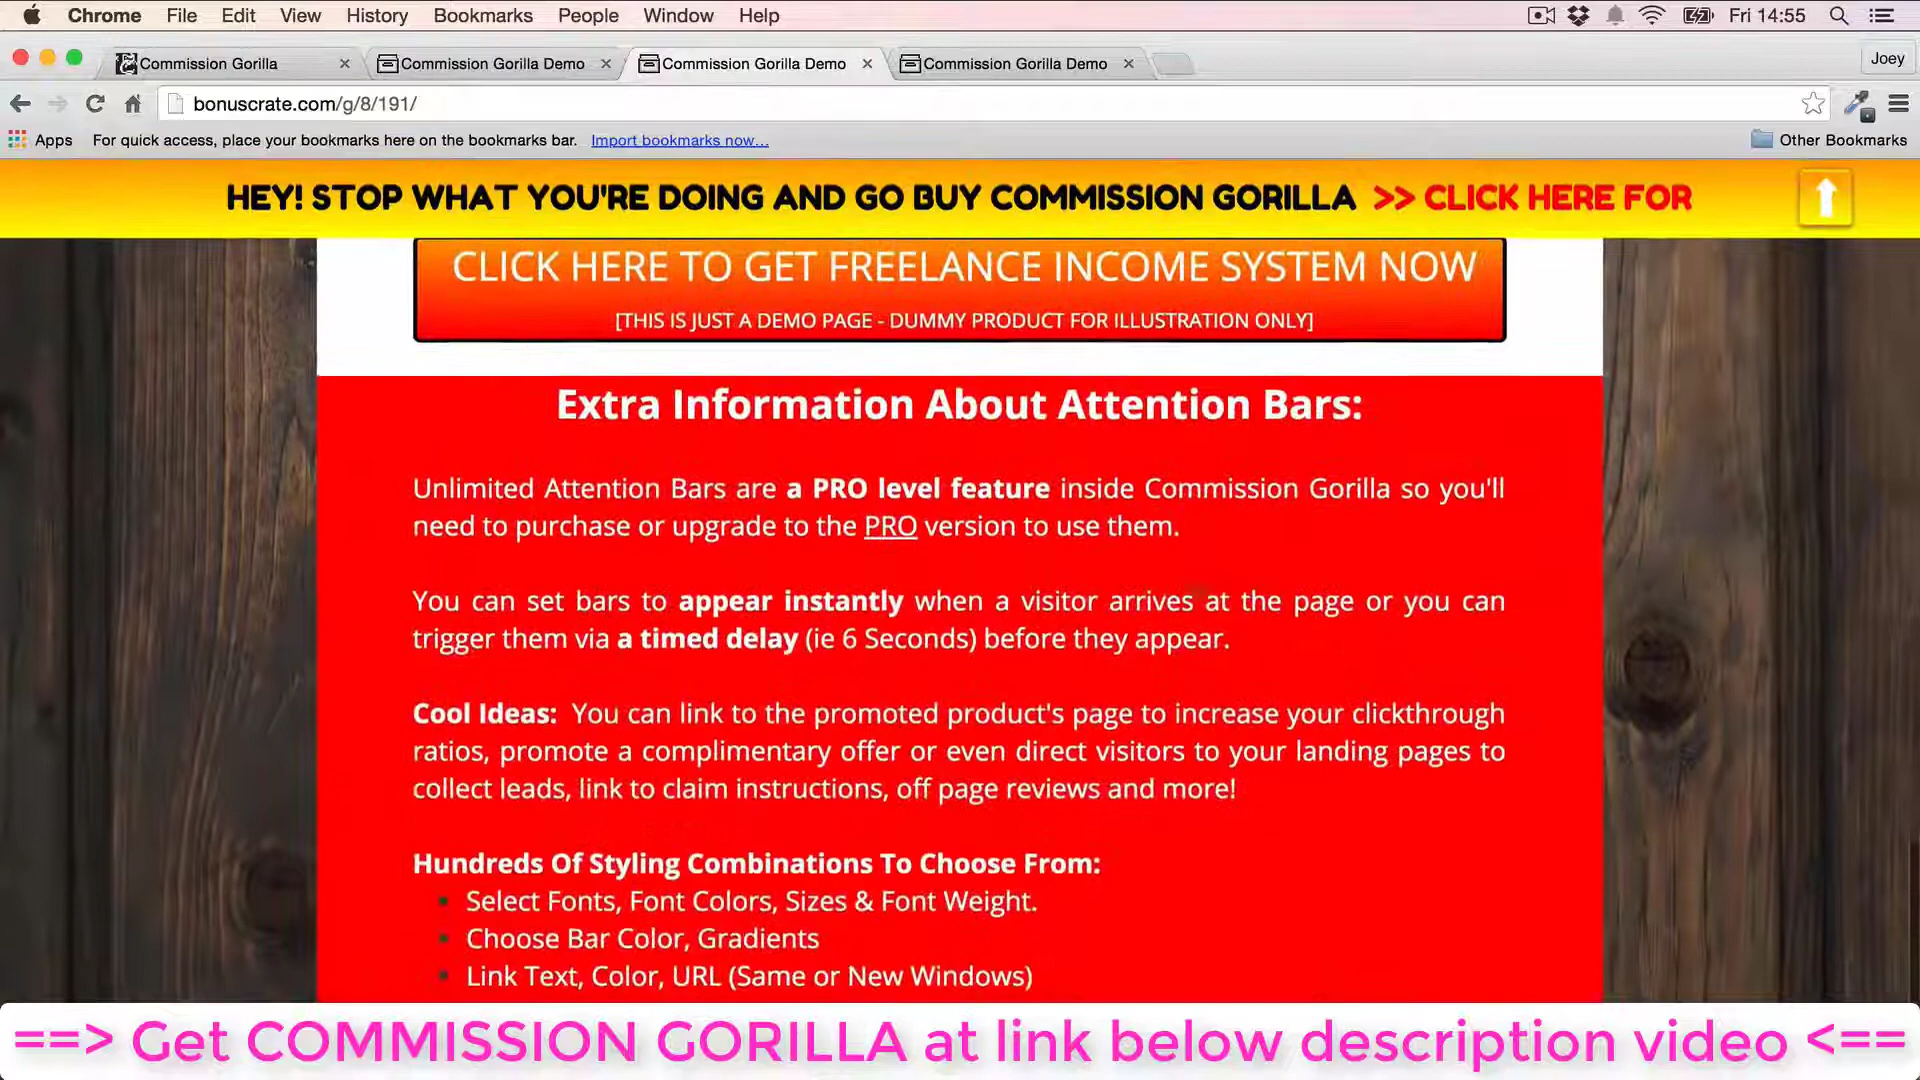 Chrome File Edit View History Bookmarks People Window Help Fri 14:55
Commission Gorilla Commission Gorilla Demo Commission Gorilla Demo Commission Gorilla Demo Joey
bonuscrate.com/g/8/191/
Apps For quick access, place your bookmarks here on the bookmarks bar. Import bookmarks now... Other Bookmarks
HEY! STOP WHAT YOU'RE DOING AND GO BUY COMMISSION GORILLA >> CLICK HERE FOR
CLICK HERE TO GET FREELANCE INCOME SYSTEM NOW
[THIS IS JUST A DEMO PAGE - DUMMY PRODUCT FOR ILLUSTRATION ONLY]
Extra Information About Attention Bars:
Unlimited Attention Bars are a PRO level feature inside Commission Gorilla so you'll
need to purchase or upgrade to the PRO version to use them.
You can set bars to appear instantly when a visitor arrives at the page or you can
trigger them via a timed delay (ie 6 Seconds) before they appear.
Cool Ideas: You can link to the promoted product's page to increase your clickthrough
ratios, promote a complimentary offer or even direct visitors to your landing pages to
collect leads, link to claim instructions, off page reviews and more!
Hundreds Of Styling Combinations To Choose From:
Select Fonts, Font Colors, Sizes & Font Weight.
Choose Bar Color, Gradients
Link Text, Color, URL (Same or New Windows)
==> Get COMMISSION GORILLA at link below description video <==